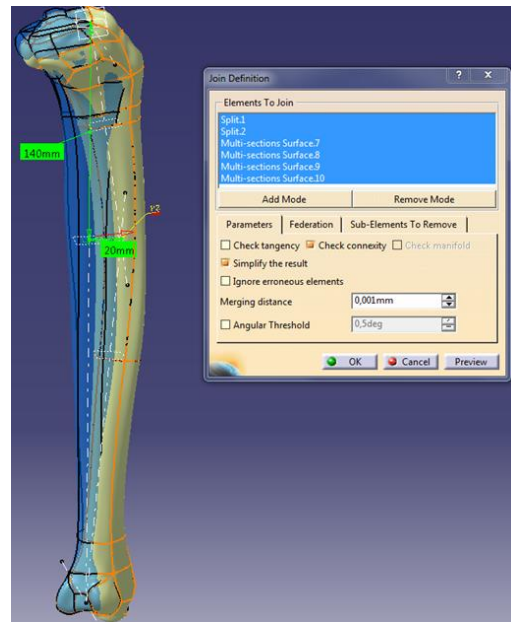 Join Definition
? X
Elements To Join
Split.1
Split.2
Multi-sections Surface.7
Multi-sections Surface.8
Multi-sections Surface.9
Multi-sections Surface.10
Add Mode Remove Mode
Parameters Federation Sub-Elements To Remove
Check tangency Check connexity Check manifold
Simplify the result
Ignore erroneous elements
Merging distance 0,001mm
Angular Threshold 0,5deg
OK Cancel Preview
140mm
20mm